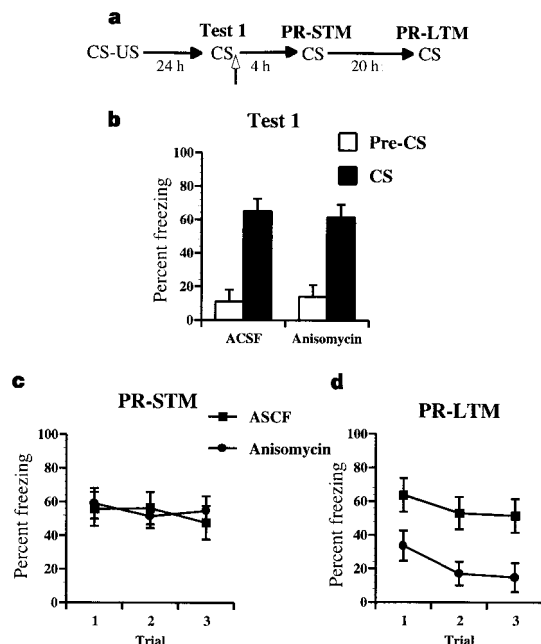 a
Test 1 PR-STM PR-LTM
CS-US CS CS CS
24 h 4 h 20 h
b
Test 1
Pre-CS
CS
Percent freezing
100
80
60
40
20
0
ACSF Anisomycin
c
PR-STM
ASCF
Anisomycin
Percent freezing
100
80
60
40
20
0
1 2 3
Trial
d
PR-LTM
Percent freezing
100
80
60
40
20
0
1 2 3
Trial